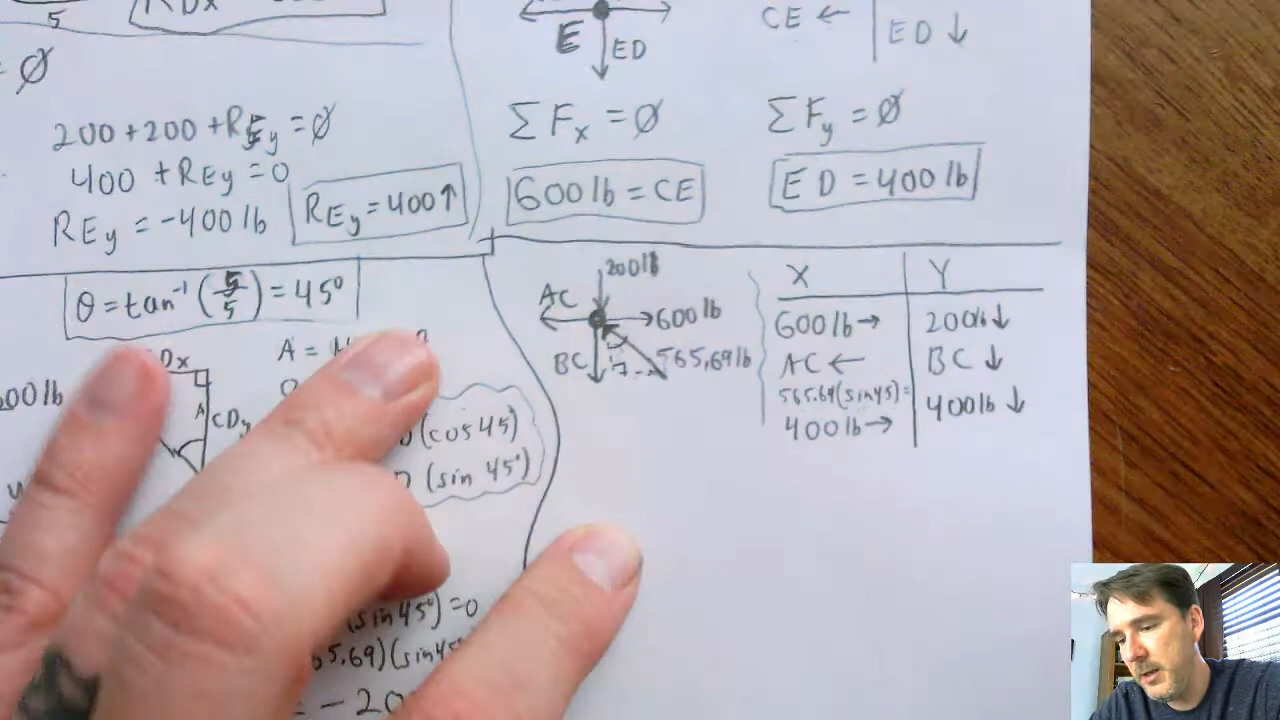 5
= Ø
200 + 200 + REy = Ø
400 + REy = 0
REy = -400 lb
REy = 400↑
E
ED
CE ←
ED ↓
ΣFx = Ø
ΣFy = Ø
600 lb = CE
ED = 400 lb
θ = tan⁻¹ (5/5) = 45°
Dx
A =
00 lb
A
CDy
(cos 45)
(sin 45°)
(sin 45°) = 0
5.69)(sin 45
= -20
200 lb
AC
600 lb
BC
565.69 lb
X
Y
600 lb →
200 lb ↓
AC ←
BC ↓
565.69 (sin 45) =
400 lb →
400 lb ↓